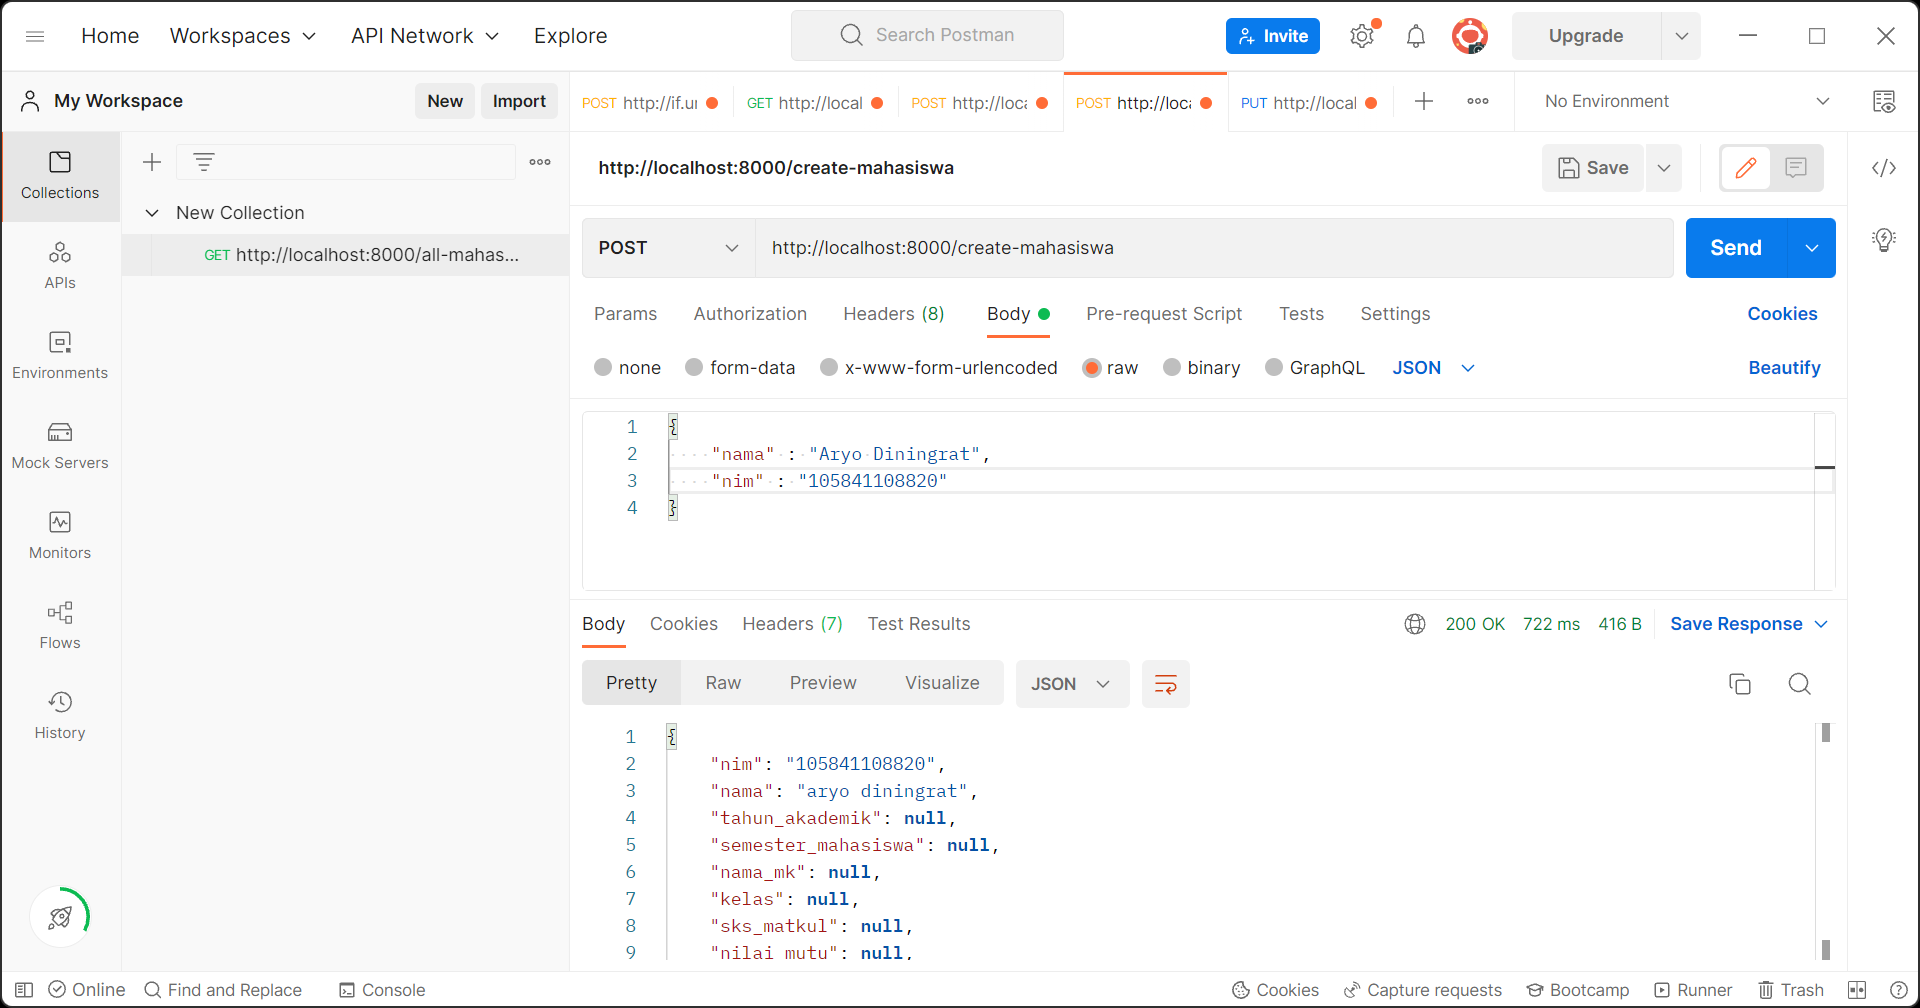 Home Workspaces API Network Explore Search Postman Invite Upgrade
My Workspace New Import
POST http://if.ur GET http://local POST http://loca POST http://loca PUT http://local No Environment
Collections
APIs
Environments
Mock Servers
Monitors
Flows
History
New Collection
GET http://localhost:8000/all-mahas...
http://localhost:8000/create-mahasiswa Save
POST http://localhost:8000/create-mahasiswa Send
Params Authorization Headers (8) Body Pre-request Script Tests Settings Cookies
none form-data x-www-form-urlencoded raw binary GraphQL JSON Beautify
1 {
2 "nama" : "Aryo Diningrat",
3 "nim" : "105841108820"
4 }
Body Cookies Headers (7) Test Results 200 OK 722 ms 416 B Save Response
Pretty Raw Preview Visualize JSON
1 {
2 "nim": "105841108820",
3 "nama": "aryo diningrat",
4 "tahun_akademik": null,
5 "semester_mahasiswa": null,
6 "nama_mk": null,
7 "kelas": null,
8 "sks_matkul": null,
9 "nilai_mutu": null,
Online Find and Replace Console Cookies Capture requests Bootcamp Runner Trash